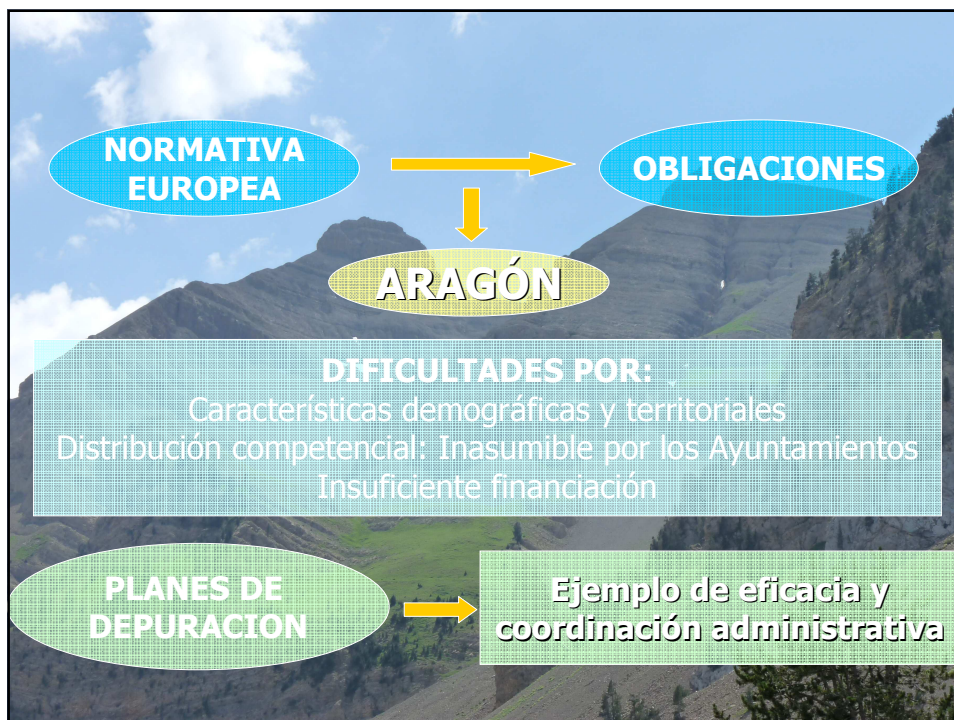 NORMATIVA
EUROPEA
OBLIGACIONES
ARAGÓN
DIFICULTADES POR:
Características demográficas y territoriales
Distribución competencial: Inasumible por los Ayuntamientos
Insuficiente financiación
PLANES DE
DEPURACION
Ejemplo de eficacia y
coordinación administrativa